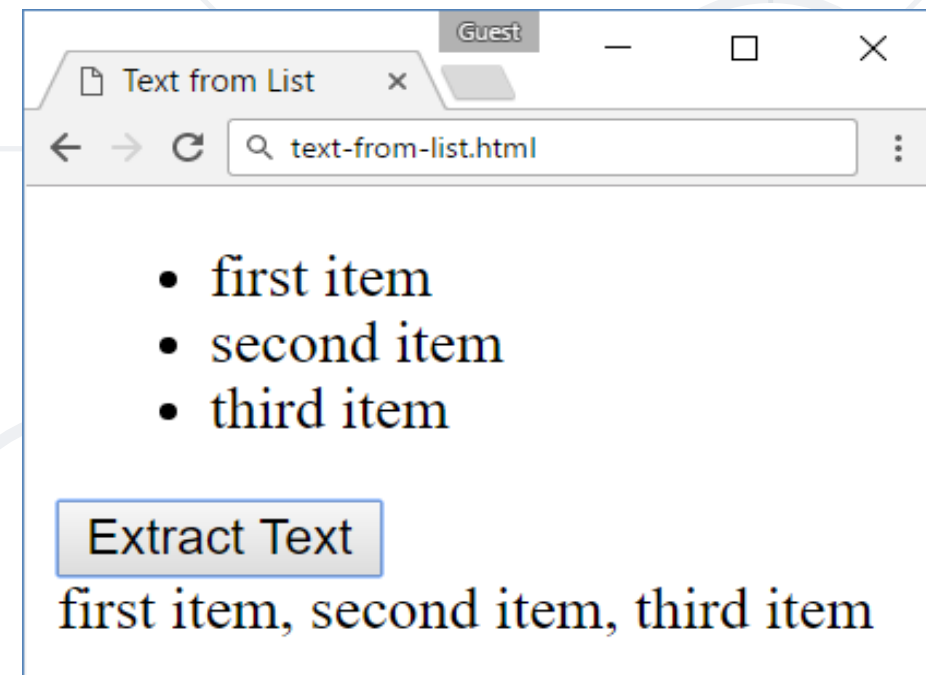 Guest
Text from List
text-from-list.html
• first item
• second item
• third item
Extract Text
first item, second item, third item